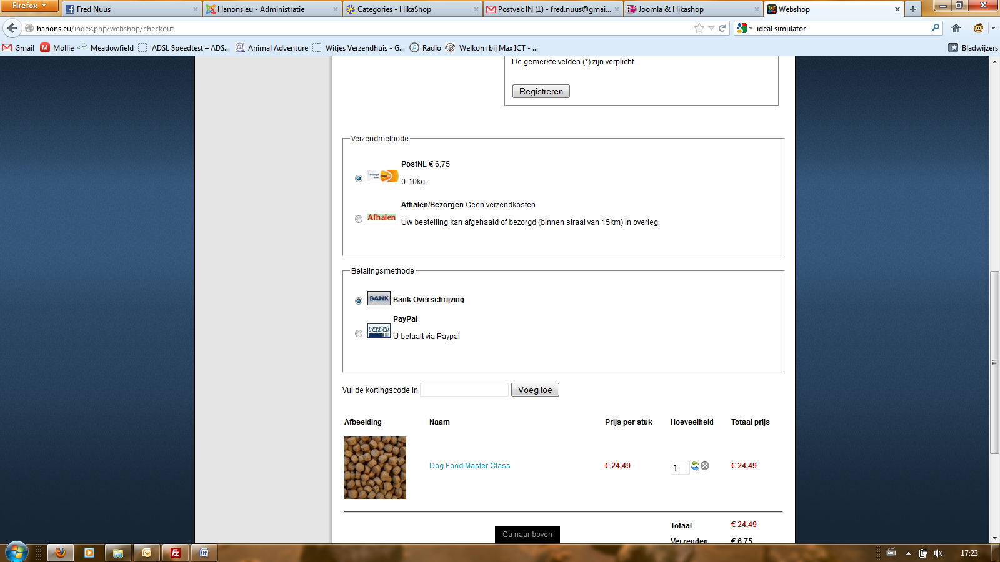 Firefox
Fred Nuus
Hanons.eu - Administratie
Categories - HikaShop
Postvak IN (1) - fred.nuus@gmai...
Joomla & Hikashop
Webshop
hanons.eu/index.php/webshop/checkout
ideal simulator
Gmail
Mollie
Meadowfield
ADSL Speedtest – ADS...
Animal Adventure
Witjes Verzendhuis - G...
Radio
Welkom bij Max ICT - ...
Bladwijzers
De gemerkte velden (*) zijn verplicht.
Registreren
Verzendmethode
PostNL € 6,75
0-10kg.
Afhalen/Bezorgen Geen verzendkosten
Afhalen
Uw bestelling kan afgehaald of bezorgd (binnen straal van 15km) in overleg.
Betalingsmethode
BANK Bank Overschrijving
PayPal
PayPal
U betaalt via Paypal
Vul de kortingscode in
Voeg toe
Afbeelding Naam Prijs per stuk Hoeveelheid Totaal prijs
Dog Food Master Class € 24,49 1 € 24,49
Totaal € 24,49
Ga naar boven
Verzenden € 6,75
17:23